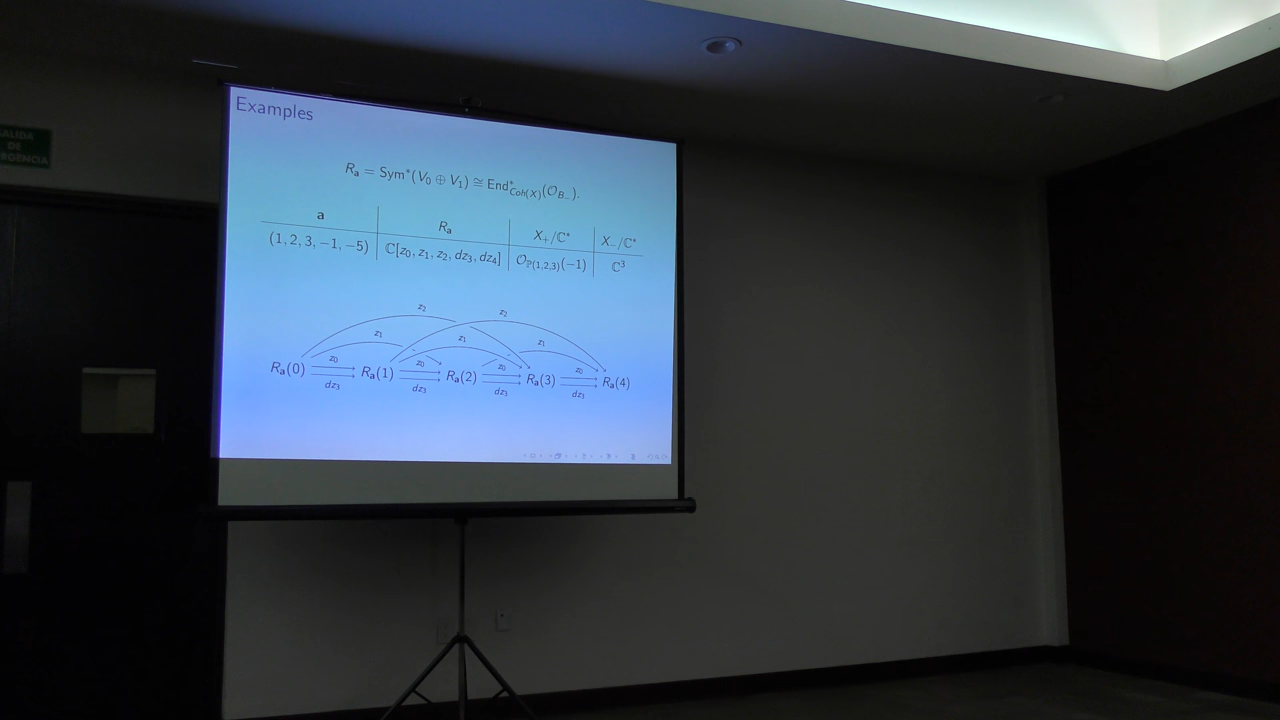 SALIDA
DE
Examples
R_a = Sym*(V_0 ⊕ V_1) ≅ End*_{Coh(X)}(O_{B_-}).
a R_a X_+/ℂ* X_-/ℂ*
(1, 2, 3, −1, −5) ℂ[z_0, z_1, z_2, dz_3, dz_4] O_{ℙ(1,2,3)}(−1) ℂ^3
z_2 z_2
z_1 z_1 z_1
z_0 z_0 z_0 z_0
R_a(0) R_a(1) R_a(2) R_a(3) R_a(4)
dz_3 dz_3 dz_3 dz_3